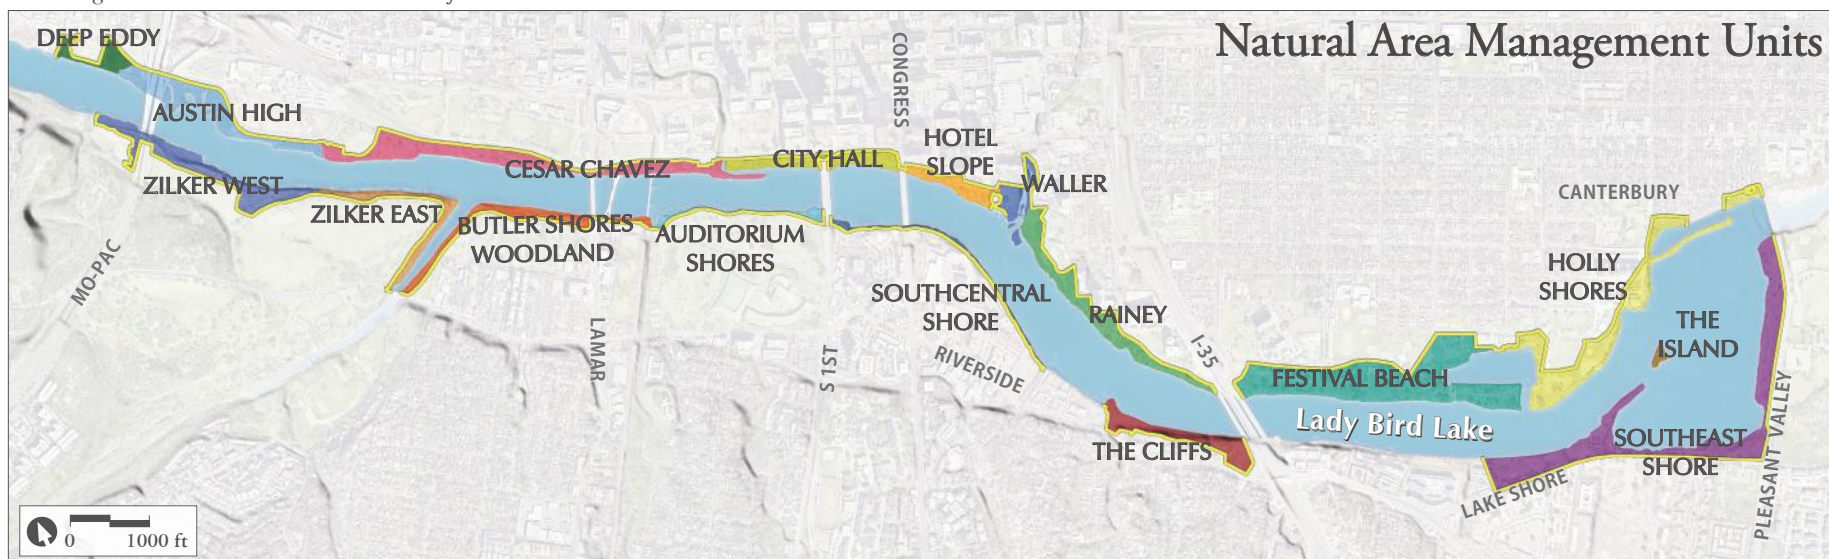 Natural Area Management Units
DEEP EDDY
AUSTIN HIGH
CONGRESS
HOTEL
SLOPE
CESAR CHAVEZ
CITY HALL
WALLER
ZILKER WEST
ZILKER EAST
BUTLER SHORES
WOODLAND
AUDITORIUM
SHORES
CANTERBURY
MO-PAC
SOUTHCENTRAL
SHORE
RAINEY
HOLLY
SHORES
THE
ISLAND
LAMAR
S 1ST
RIVERSIDE
I-35
FESTIVAL BEACH
Lady Bird Lake
THE CLIFFS
SOUTHEAST
SHORE
LAKE SHORE
PLEASANT VALLEY
0 1000 ft